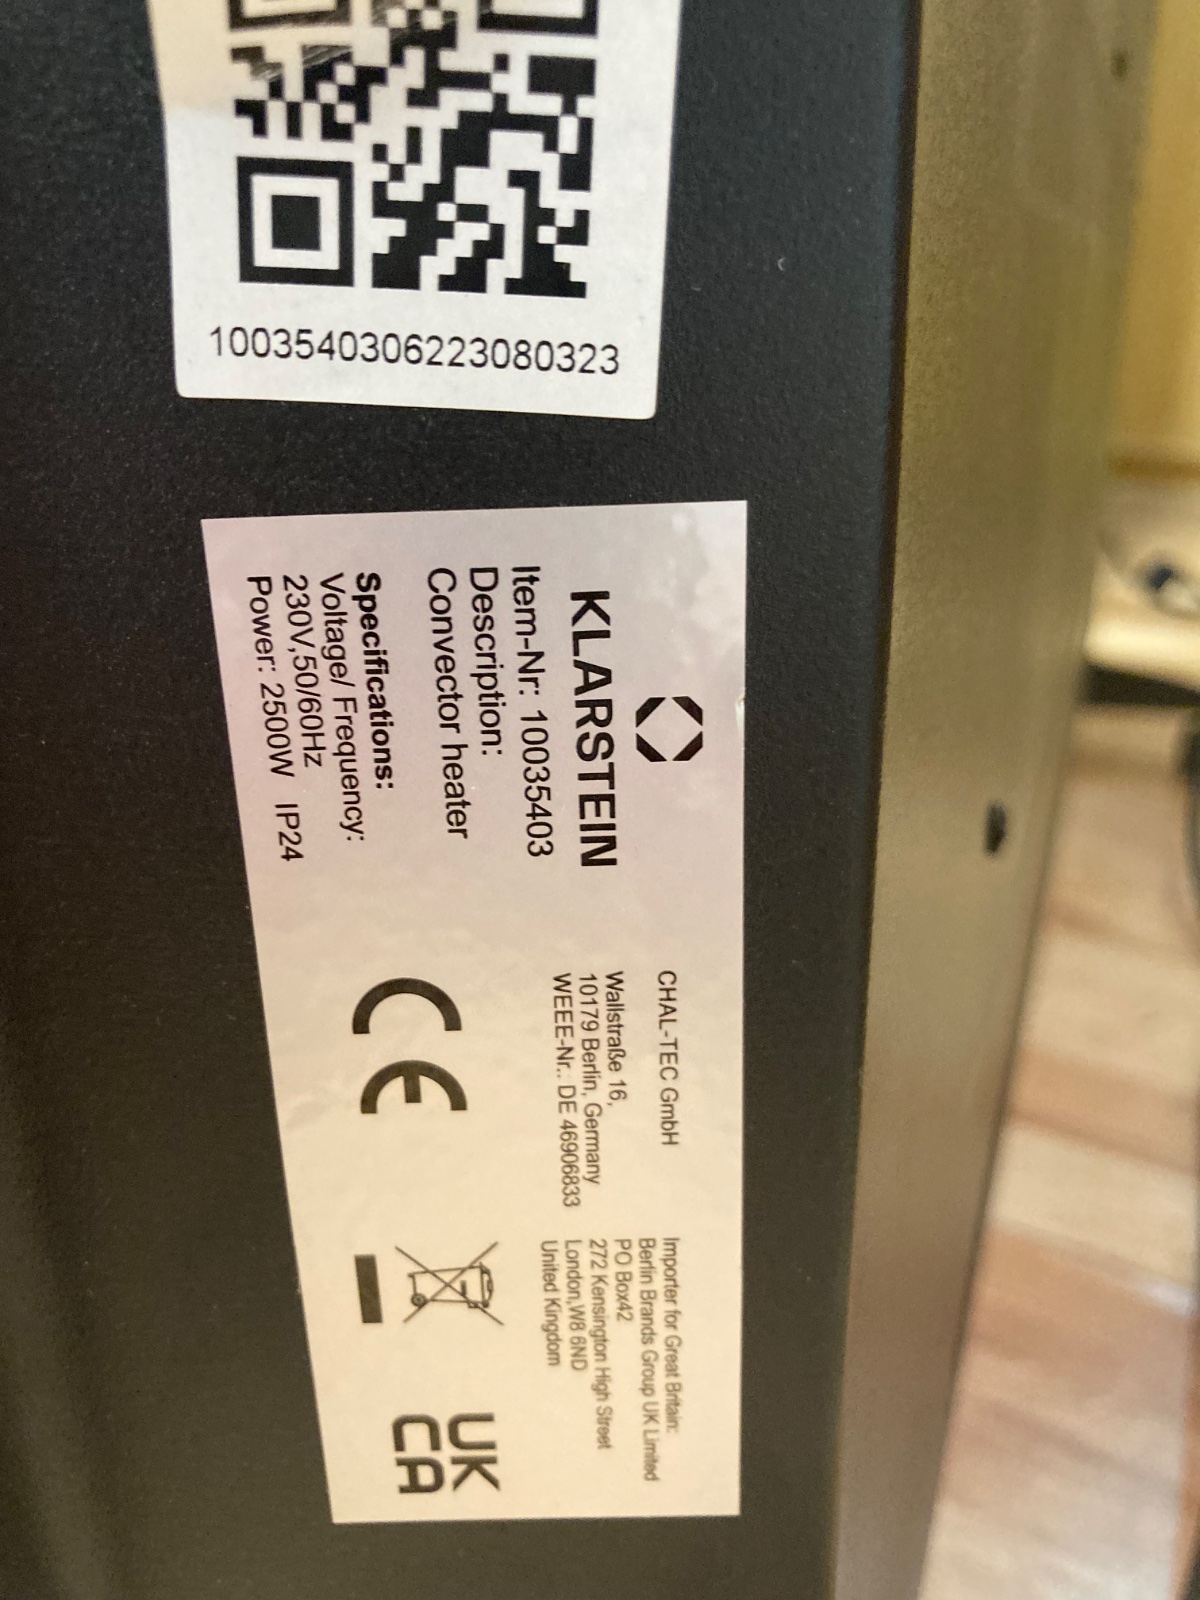 1003540306223080323
KLARSTEIN
Item-Nr: 10035403
Description:
Convector heater
Specifications:
Voltage/ Frequency:
230V,50/60Hz
Power: 2500W IP24
CHAL-TEC GmbH
Wallstraße 16,
10179 Berlin, Germany
WEEE-Nr.: DE 46906833
CE
Importer for Great Britain:
Berlin Brands Group UK Limited
PO Box42
272 Kensington High Street
London,W8 6ND
United Kingdom
UK
CA